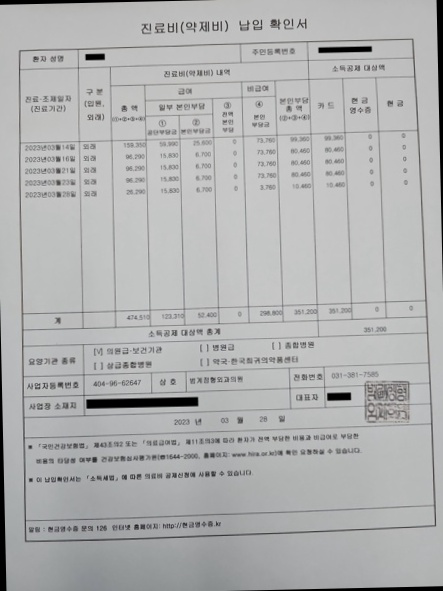 진료비(약제비) 납입 확인서
환자 성명 주민등록번호
진료비(약제비) 내역 소득공제 대상액
진료·조제일자 (진료기간) 구 분 (입원, 외래) 총 액 (①+②+③+④) 급여 비급여 본인부담 총 액 (②+③+④) 카 드 현 금 영수증 현 금
일부 본인부담 ③ 전액 본인 부담 ④ 본인 부담금
① 공단부담금 ② 본인부담금
2023년03월14일 외래 159,350 59,990 25,600 0 73,760 99,360 99,360 0 0
2023년03월16일 외래 96,290 15,830 6,700 0 73,760 80,460 80,460 0 0
2023년03월21일 외래 96,290 15,830 6,700 0 73,760 80,460 80,460 0 0
2023년03월23일 외래 96,290 15,830 6,700 0 73,760 80,460 80,460 0 0
2023년03월28일 외래 26,290 15,830 6,700 0 3,760 10,460 10,460 0 0
계 474,510 123,310 52,400 0 298,800 351,200 351,200 0 0
소득공제 대상액 총계 351,200
요양기관 종류 [V] 의원급·보건기관 [ ] 병원급 [ ] 종합병원
[ ] 상급종합병원 [ ] 약국·한국희귀의약품센터
사업자등록번호 404-96-62647 상 호 범계정형외과의원 전화번호 031-381-7585
사업장 소재지 대표자
2023 년 03 월 28 일
※ 「국민건강보험법」 제43조의2 또는 「의료급여법」 제11조의3에 따라 환자가 전액 부담한 비용과 비급여로 부담한
비용의 타당성 여부를 건강보험심사평가원(☎1644-2000, 홈페이지: www.hira.or.kr)에 확인 요청하실 수 있습니다.
※ 이 납입확인서는 「소득세법」에 따른 의료비 공제신청에 사용할 수 있습니다.
알림 : 현금영수증 문의 126 인터넷 홈페이지: http://현금영수증.kr